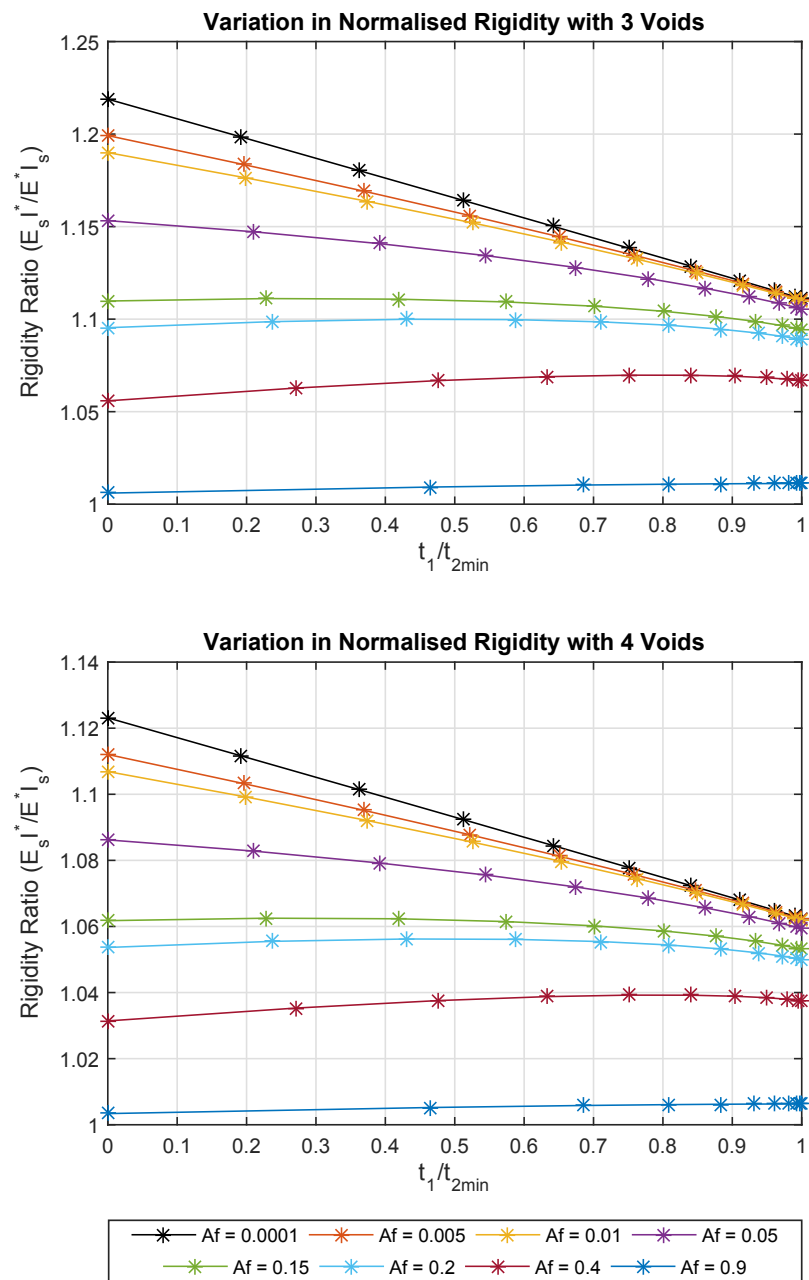 Variation in Normalised Rigidity with 3 Voids
1.25
1.2
1.15
1.1
1.05
1
Rigidity Ratio (E_s I^*/E^* I_s)
0 0.1 0.2 0.3 0.4 0.5 0.6 0.7 0.8 0.9 1
t_1/t_2min
Variation in Normalised Rigidity with 4 Voids
1.14
1.12
1.1
1.08
1.06
1.04
1.02
1
Rigidity Ratio (E_s I^*/E^* I_s)
0 0.1 0.2 0.3 0.4 0.5 0.6 0.7 0.8 0.9 1
t_1/t_2min
Af = 0.0001 Af = 0.005 Af = 0.01 Af = 0.05
Af = 0.15 Af = 0.2 Af = 0.4 Af = 0.9